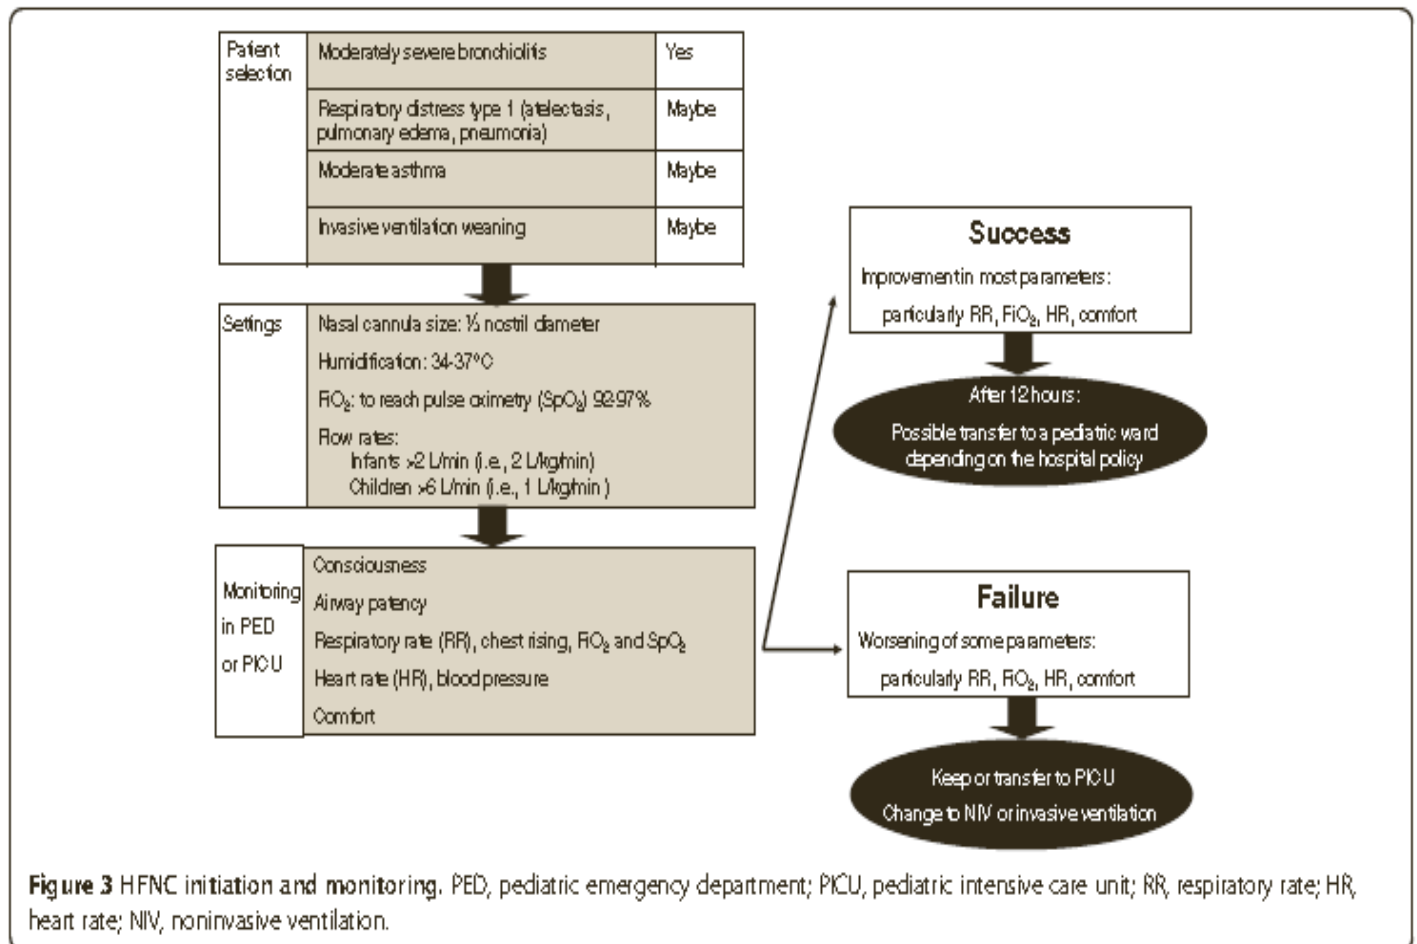 Patient
selection
Moderately severe bronchiolitis
Yes
Respiratory distress type 1 (atelectasis,
pulmonary edema, pneumonia)
Maybe
Moderate asthma
Maybe
Invasive ventilation weaning
Maybe
Settings
Nasal cannula size: ½ nostril diameter
Humidification: 34-37°C
FiO₂: to reach pulse oximetry (SpO₂) 92-97%
Flow rates:
Infants >2 L/min (i.e., 2 L/kg/min)
Children >6 L/min (i.e., 1 L/kg/min )
Monitoring
in PED
or PICU
Consciousness
Airway patency
Respiratory rate (RR), chest rising, FiO₂ and SpO₂
Heart rate (HR), blood pressure
Comfort
Success
Improvement in most parameters:
particularly RR, FiO₂, HR, comfort
After 12 hours:
Possible transfer to a pediatric ward
depending on the hospital policy
Failure
Worsening of some parameters:
particularly RR, FiO₂, HR, comfort
Keep or transfer to PICU
Change to NIV or invasive ventilation
Figure 3 HFNC initiation and monitoring. PED, pediatric emergency department; PICU, pediatric intensive care unit; RR, respiratory rate; HR,
heart rate; NIV, noninvasive ventilation.